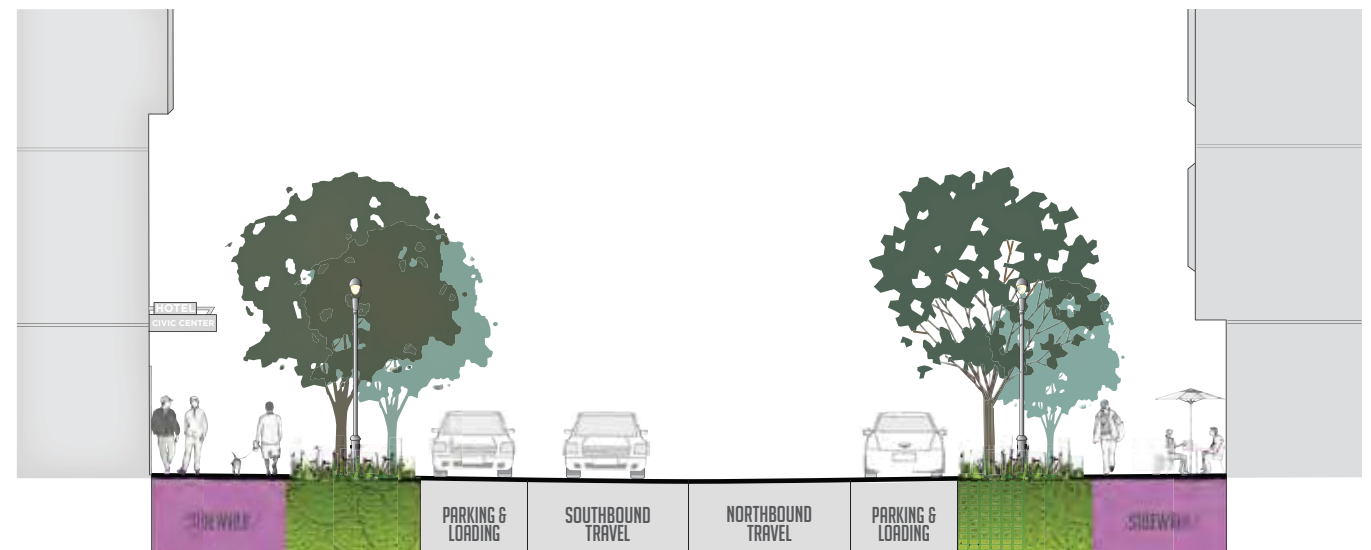 HOTEL
CIVIC CENTER
SIDEWALK
PARKING &
LOADING
SOUTHBOUND
TRAVEL
NORTHBOUND
TRAVEL
PARKING &
LOADING
SIDEWALK